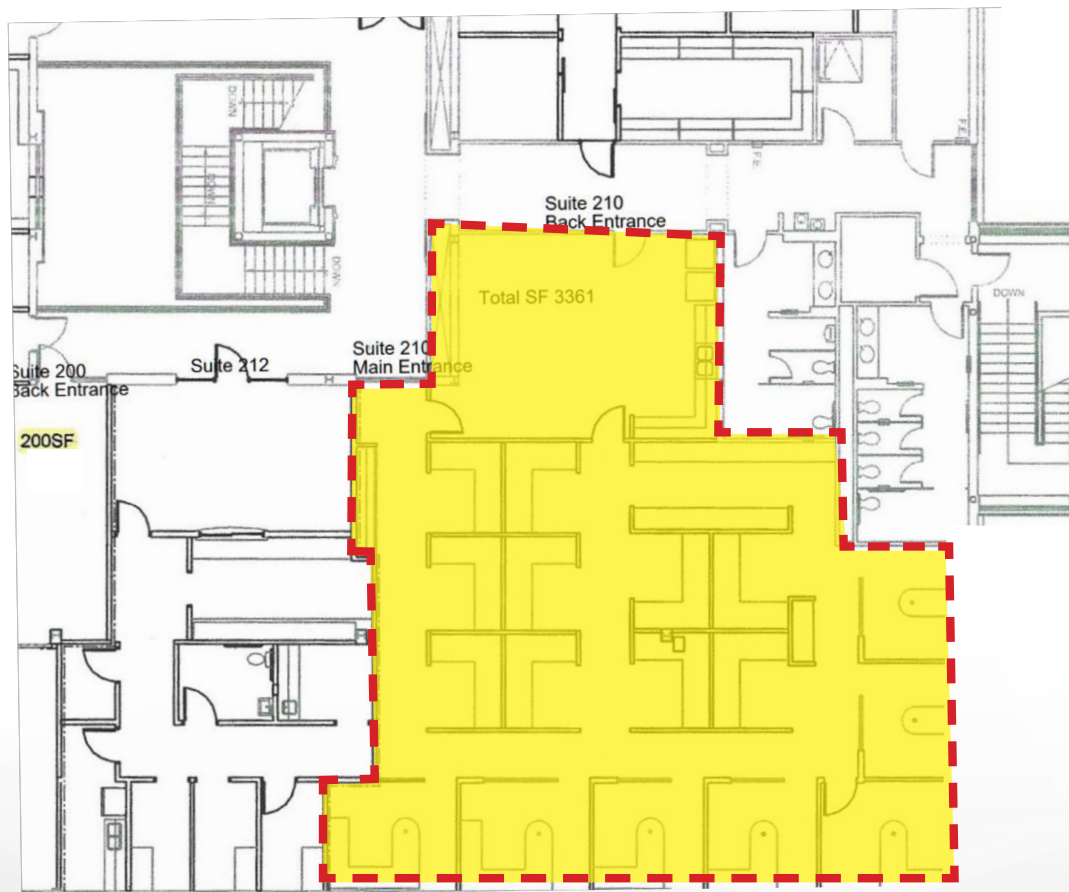 DOWN
DOWN
DOWN
F.E
F.E
Suite 210
Back Entrance
Total SF 3361
DOWN
Suite 210
Main Entrance
Suite 212
Suite 200
Back Entrance
200SF